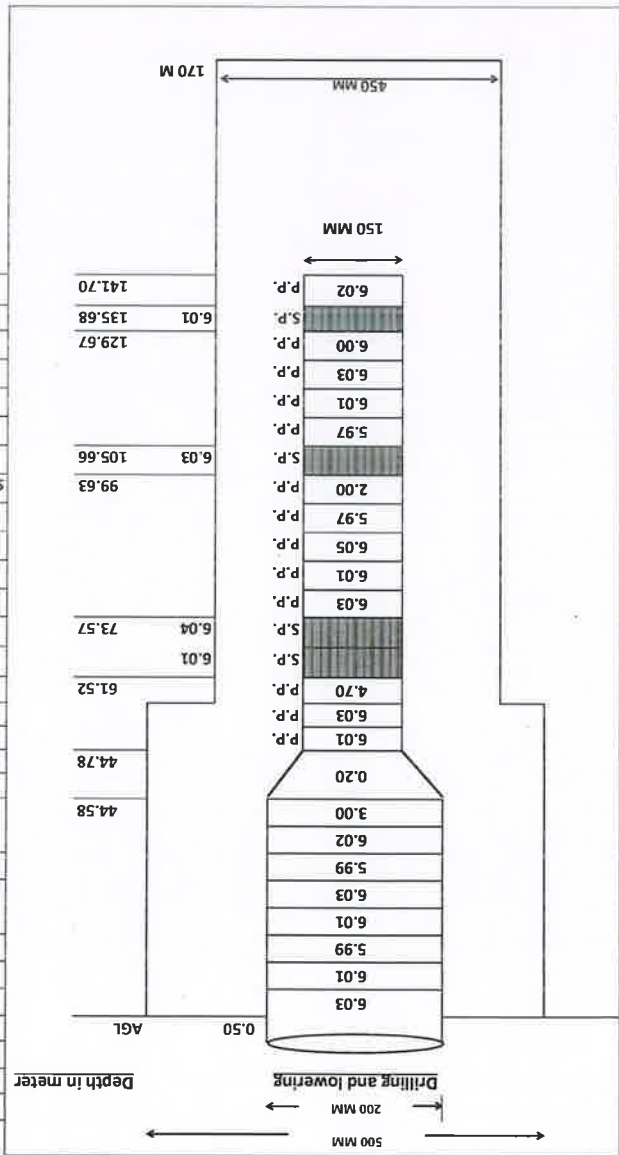 500 MM
200 MM
Depth in meter Drilling and lowering
AGL 0.50
6.03
6.01
5.99
6.01
6.03
5.99
6.02
3.00
44.58
0.20
44.78
P.P. 6.01
P.P. 6.03
P.P. 4.70
61.52
6.01 S.P.
73.57 6.04 S.P.
P.P. 6.03
P.P. 6.01
P.P. 6.05
P.P. 5.97
P.P. 2.00
99.63
105.66 6.03 S.P.
P.P. 5.97
P.P. 6.01
P.P. 6.03
P.P. 6.00
129.67
135.68 6.01 S.P.
141.70 P.P. 6.02
150 MM
450 MM
170 M